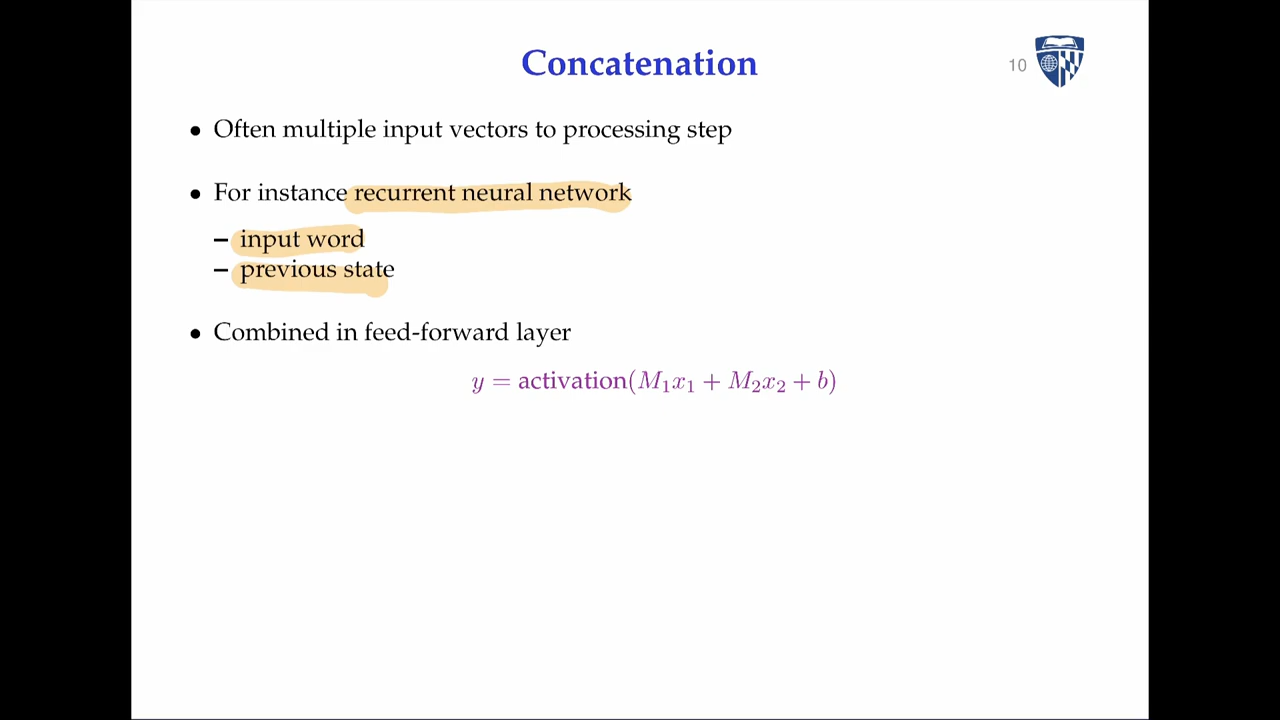 Concatenation
10
• Often multiple input vectors to processing step
• For instance recurrent neural network
– input word
– previous state
• Combined in feed-forward layer
y = activation(M₁x₁ + M₂x₂ + b)